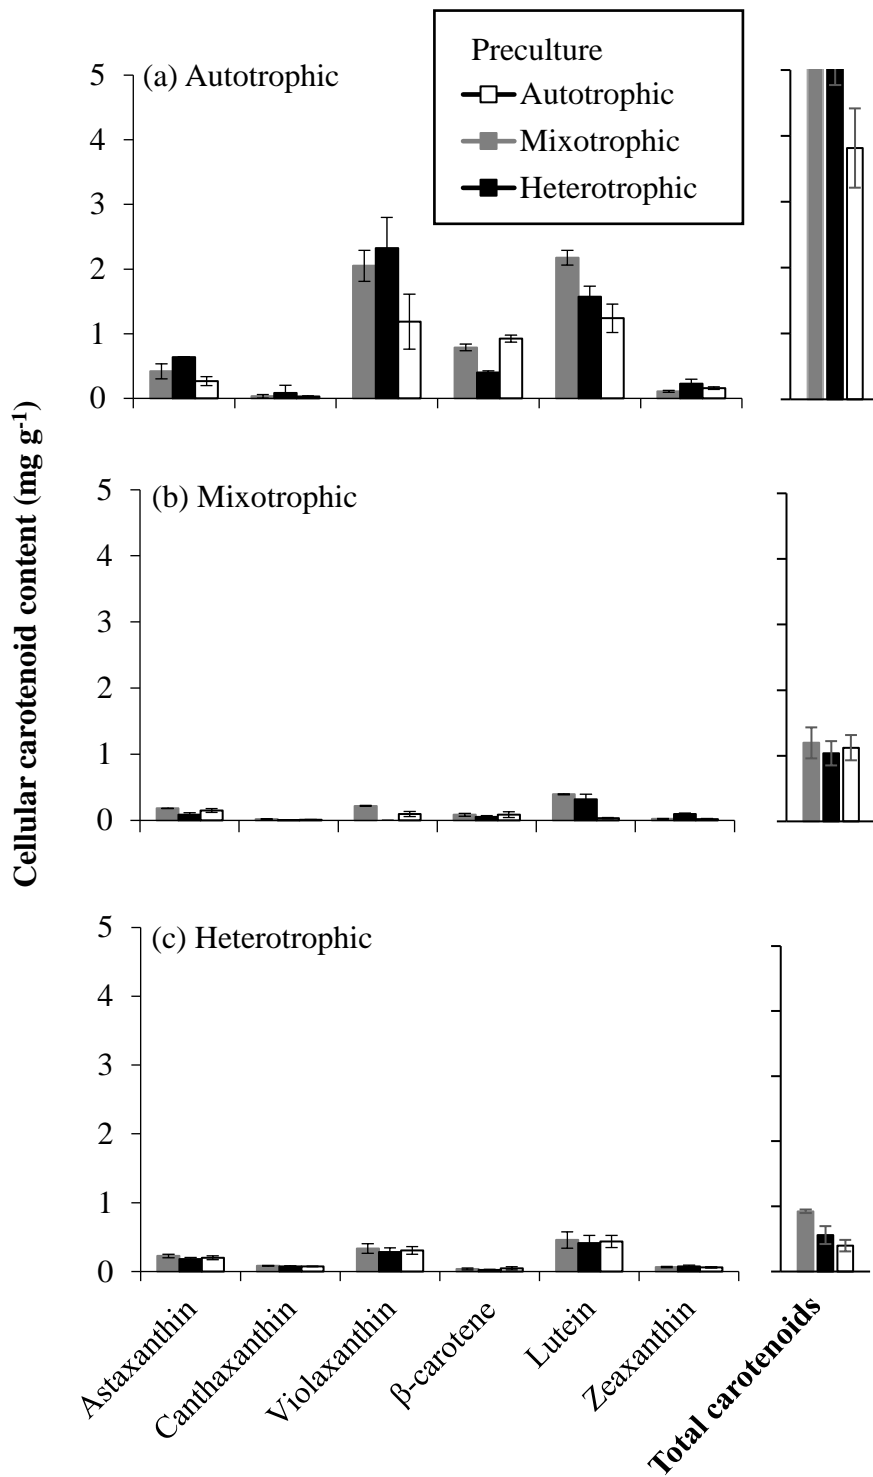 Cellular carotenoid content (mg g-1)
Preculture
Autotrophic
Mixotrophic
Heterotrophic
(a) Autotrophic
5
4
3
2
1
0
(b) Mixotrophic
5
4
3
2
1
0
(c) Heterotrophic
5
4
3
2
1
0
Astaxanthin
Canthaxanthin
Violaxanthin
β-carotene
Lutein
Zeaxanthin
Total carotenoids